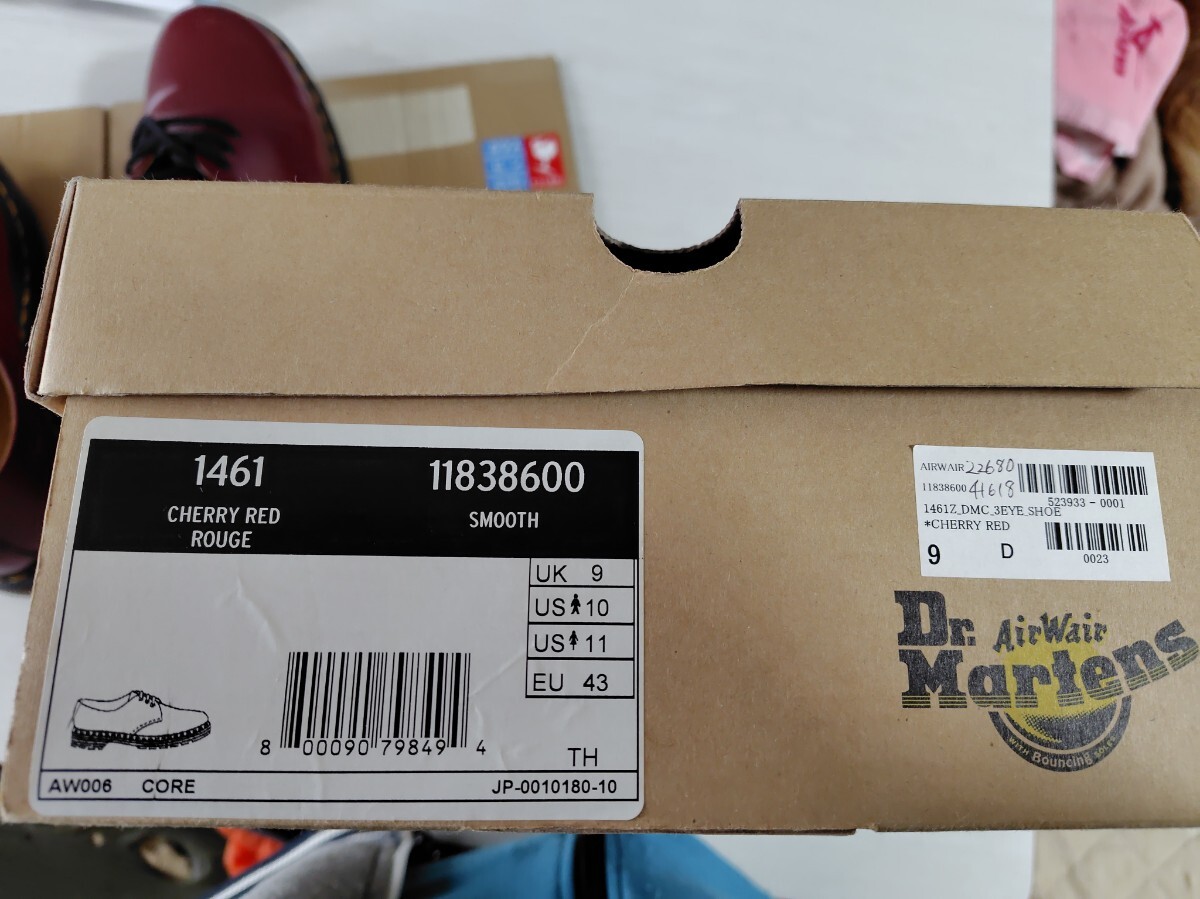 1461
11838600
CHERRY RED
ROUGE
SMOOTH
UK 9
US 10
US 11
EU 43
8 00090 79849 4
TH
AW006 CORE JP-0010180-10
AIRWAIR 22680
11838600 41618
523933-0001
1461Z_DMC_3EYE_SHOE
*CHERRY RED
9 D
0023
Dr.
AirWair
Martens
WITH Bouncing SOLES